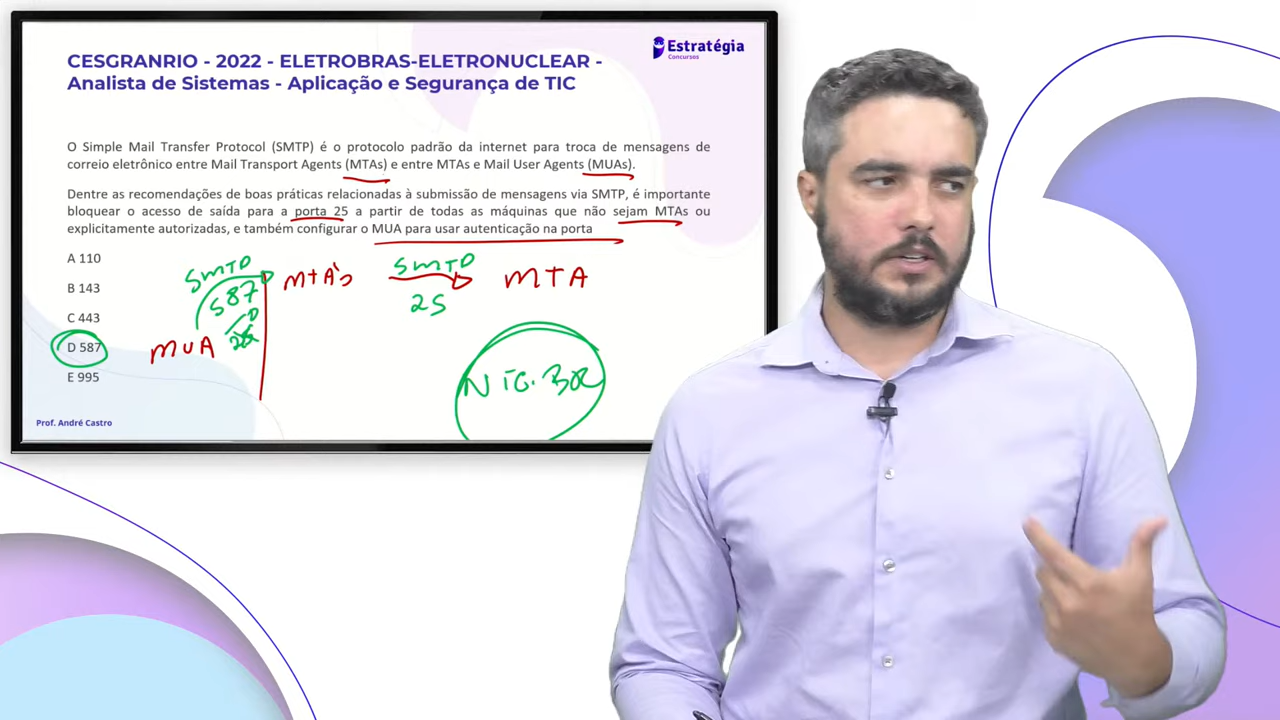 Estratégia
Concursos
CESGRANRIO - 2022 - ELETROBRAS-ELETRONUCLEAR -
Analista de Sistemas - Aplicação e Segurança de TIC
O Simple Mail Transfer Protocol (SMTP) é o protocolo padrão da internet para troca de mensagens de
correio eletrônico entre Mail Transport Agents (MTAs) e entre MTAs e Mail User Agents (MUAs).
Dentre as recomendações de boas práticas relacionadas à submissão de mensagens via SMTP, é importante
bloquear o acesso de saída para a porta 25 a partir de todas as máquinas que não sejam MTAs ou
explicitamente autorizadas, e também configurar o MUA para usar autenticação na porta
A 110
B 143
C 443
D 587
E 995
SMTP
587
MUA
MTA's
SMTP
25
MTA
NIC.BR
Prof. André Castro